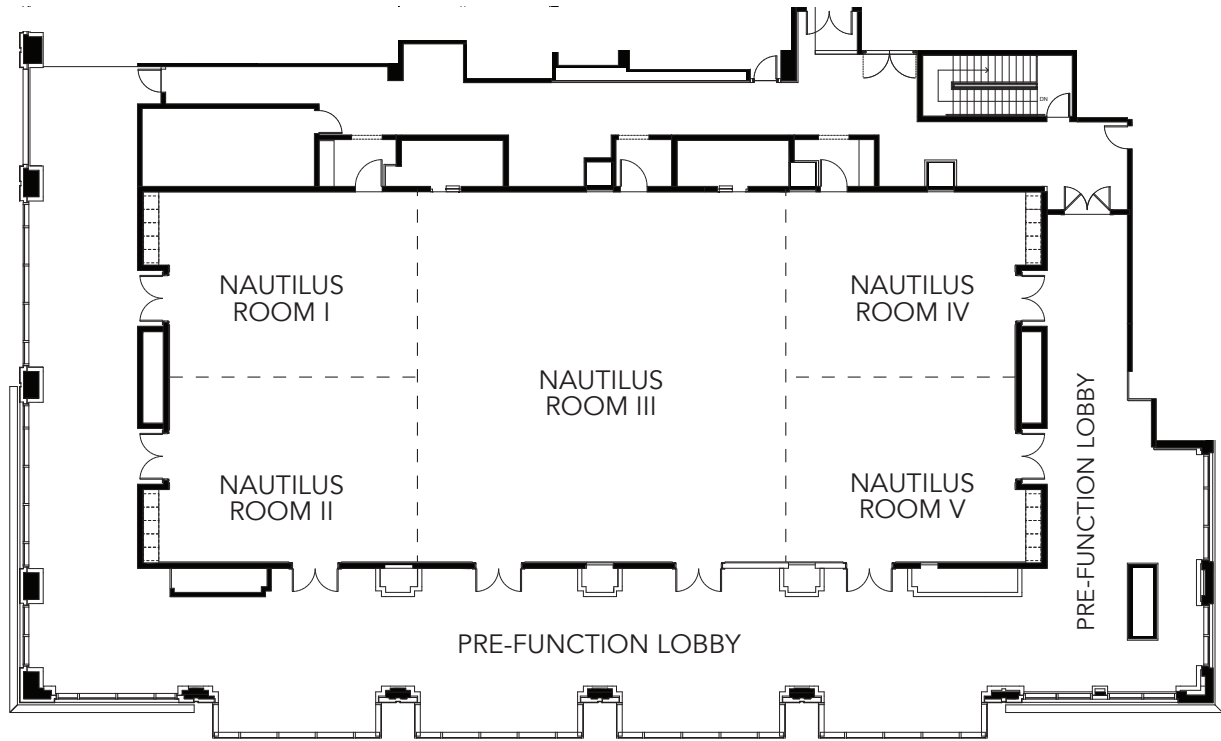 DN
NAUTILUS
ROOM I
NAUTILUS
ROOM IV
NAUTILUS
ROOM III
NAUTILUS
ROOM II
NAUTILUS
ROOM V
PRE-FUNCTION LOBBY
PRE-FUNCTION LOBBY